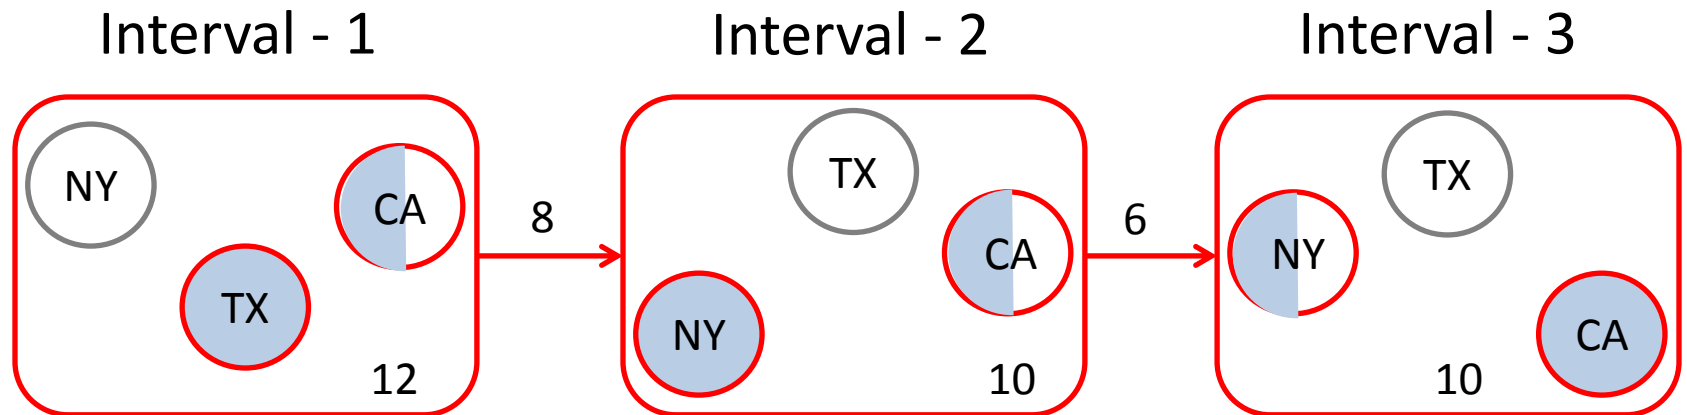 Interval - 1
NY
CA
TX
12
8
Interval - 2
TX
CA
NY
10
6
Interval - 3
TX
NY
CA
10